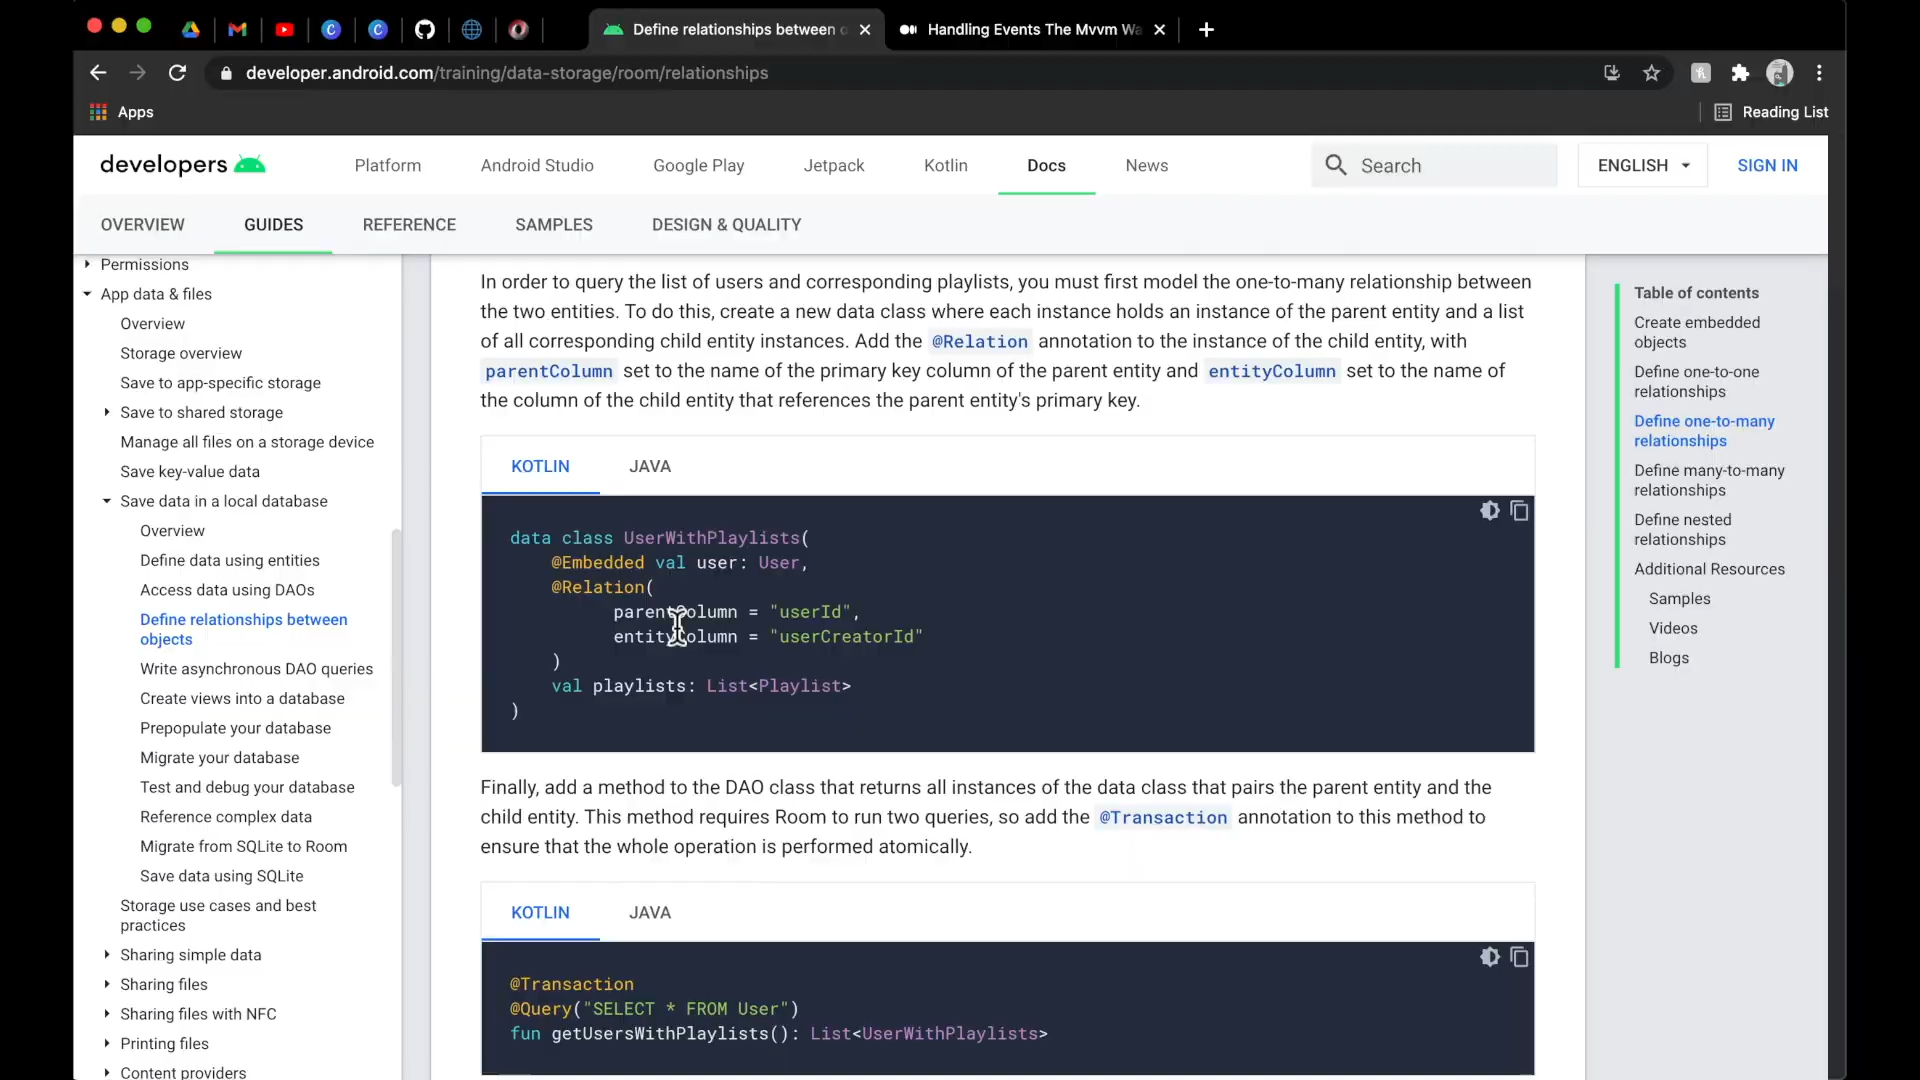 Define relationships between o
Handling Events The Mvvm Wa
developer.android.com/training/data-storage/room/relationships
Apps
Reading List
developers
Platform
Android Studio
Google Play
Jetpack
Kotlin
Docs
News
Search
ENGLISH
SIGN IN
OVERVIEW
GUIDES
REFERENCE
SAMPLES
DESIGN & QUALITY
Permissions
App data & files
Overview
Storage overview
Save to app-specific storage
Save to shared storage
Manage all files on a storage device
Save key-value data
Save data in a local database
Overview
Define data using entities
Access data using DAOs
Define relationships between
objects
Write asynchronous DAO queries
Create views into a database
Prepopulate your database
Migrate your database
Test and debug your database
Reference complex data
Migrate from SQLite to Room
Save data using SQLite
Storage use cases and best
practices
Sharing simple data
Sharing files
Sharing files with NFC
Printing files
Content providers
In order to query the list of users and corresponding playlists, you must first model the one-to-many relationship between
the two entities. To do this, create a new data class where each instance holds an instance of the parent entity and a list
of all corresponding child entity instances. Add the @Relation annotation to the instance of the child entity, with
parentColumn set to the name of the primary key column of the parent entity and entityColumn set to the name of
the column of the child entity that references the parent entity's primary key.
KOTLIN
JAVA
data class UserWithPlaylists(
@Embedded val user: User,
@Relation(
parentColumn = "userId",
entityColumn = "userCreatorId"
)
val playlists: List<Playlist>
)
Finally, add a method to the DAO class that returns all instances of the data class that pairs the parent entity and the
child entity. This method requires Room to run two queries, so add the @Transaction annotation to this method to
ensure that the whole operation is performed atomically.
KOTLIN
JAVA
@Transaction
@Query("SELECT * FROM User")
fun getUsersWithPlaylists(): List<UserWithPlaylists>
Table of contents
Create embedded
objects
Define one-to-one
relationships
Define one-to-many
relationships
Define many-to-many
relationships
Define nested
relationships
Additional Resources
Samples
Videos
Blogs